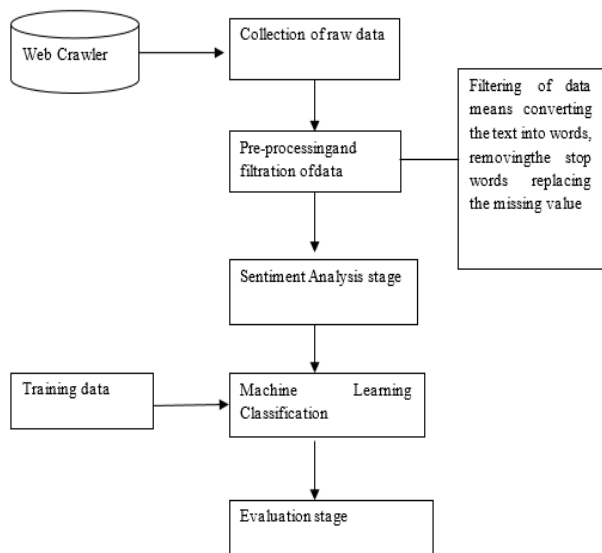 Web Crawler
Collection of raw data
Pre-processingand
filtration ofdata
Filtering of data
means converting
the text into words,
removingthe stop
words replacing
the missing value
Sentiment Analysis stage
Training data
Machine Learning
Classification
Evaluation stage